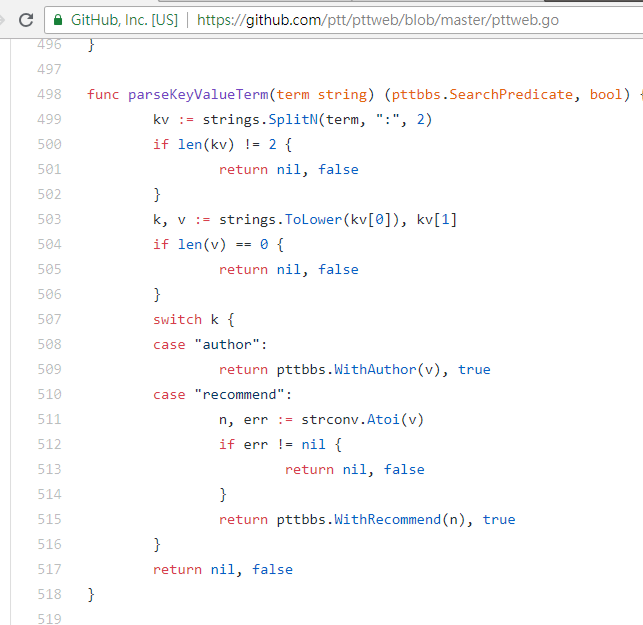 GitHub, Inc. [US] | https://github.com/ptt/pttweb/blob/master/pttweb.go
496 }
497
498 func parseKeyValueTerm(term string) (pttbbs.SearchPredicate, bool) {
499 kv := strings.SplitN(term, ":", 2)
500 if len(kv) != 2 {
501 return nil, false
502 }
503 k, v := strings.ToLower(kv[0]), kv[1]
504 if len(v) == 0 {
505 return nil, false
506 }
507 switch k {
508 case "author":
509 return pttbbs.WithAuthor(v), true
510 case "recommend":
511 n, err := strconv.Atoi(v)
512 if err != nil {
513 return nil, false
514 }
515 return pttbbs.WithRecommend(n), true
516 }
517 return nil, false
518 }
519